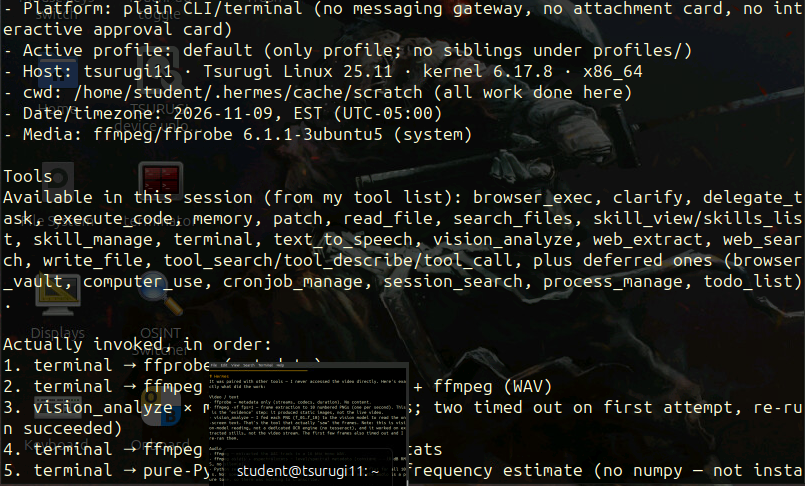 - Platform: plain CLI/terminal (no messaging gateway, no attachment card, no int
eractive approval card)
- Active profile: default (only profile; no siblings under profiles/)
- Host: tsurugi11 · Tsurugi Linux 25.11 · kernel 6.17.8 · x86_64
- cwd: /home/student/.hermes/cache/scratch (all work done here)
- Date/timezone: 2026-11-09, EST (UTC-05:00)
- Media: ffmpeg/ffprobe 6.1.1-3ubuntu5 (system)
Tools
Available in this session (from my tool list): browser_exec, clarify, delegate_t
ask, execute_code, memory, patch, read_file, search_files, skill_view/skills_lis
t, skill_manage, terminal, text_to_speech, vision_analyze, web_extract, web_sear
ch, write_file, tool_search/tool_describe/tool_call, plus deferred ones (browser
_vault, computer_use, cronjob_manage, session_search, process_manage, todo_list)
.
Displays
OSINT
Switcher
Actually invoked, in order:
1. terminal → ffprobe
2. terminal → ffmpeg + ffmpeg (WAV)
3. vision_analyze × s; two timed out on first attempt, re-ru
n succeeded)
4. terminal → ffmpeg
5. terminal → pure-Py frequency estimate (no numpy — not insta
student@tsurugi11: ~